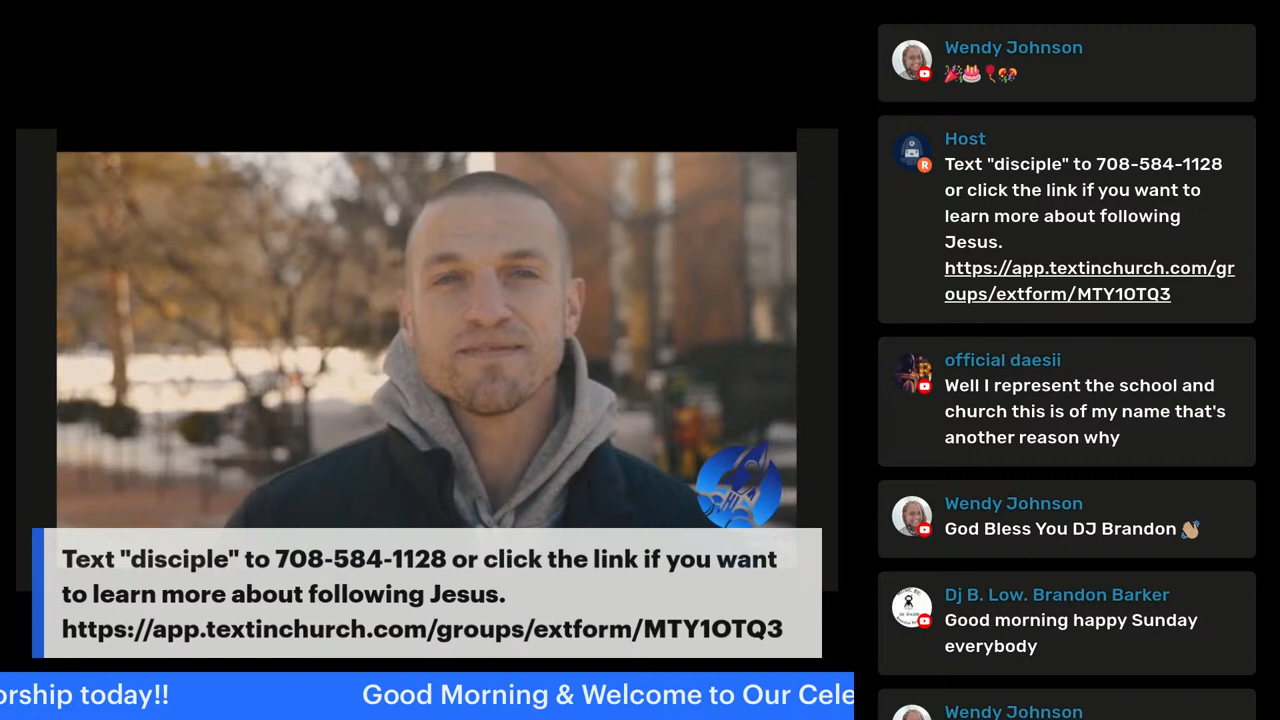 Text "disciple" to 708-584-1128 or click the link if you want
to learn more about following Jesus.
https://app.textinchurch.com/groups/extform/MTY1OTQ3
orship today!!
Good Morning & Welcome to Our Cele
Wendy Johnson
🎉🎂🎈🎊
Host
Text "disciple" to 708-584-1128
or click the link if you want to
learn more about following
Jesus.
https://app.textinchurch.com/gr
oups/extform/MTY1OTQ3
official daesii
Well I represent the school and
church this is of my name that's
another reason why
Wendy Johnson
God Bless You DJ Brandon 👋🏽
Dj B. Low. Brandon Barker
Good morning happy Sunday
everybody
Wendy Johnson